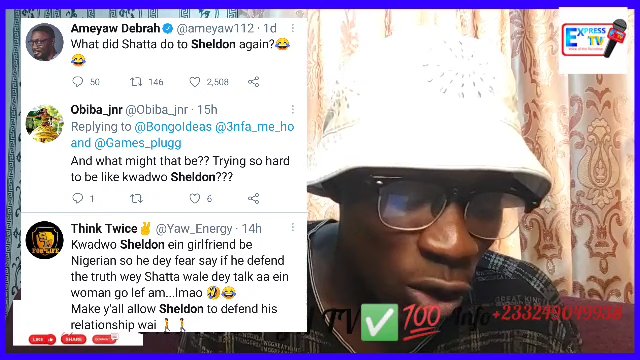 Ameyaw Debrah @ameyaw112 · 1d
What did Shatta do to Sheldon again?😂
😂
50 146 2,508
Obiba_jnr @Obiba_jnr · 15h
Replying to @BongoIdeas @3nfa_me_ho
and @Games_plugg
And what might that be?? Trying so hard
to be like kwadwo Sheldon???
1 6
Think Twice✌ @Yaw_Energy · 14h
Kwadwo Sheldon ein girlfriend be
Nigerian so he dey fear say if he defend
the truth wey Shatta wale dey talk aa ein
woman go lef am...lmao 🤣😂
Make y'all allow Sheldon to defend his
relationship wai 🚶🚶
EXPRESS
TV
LIKE SHARE
TV✅💯 Info+233249049938